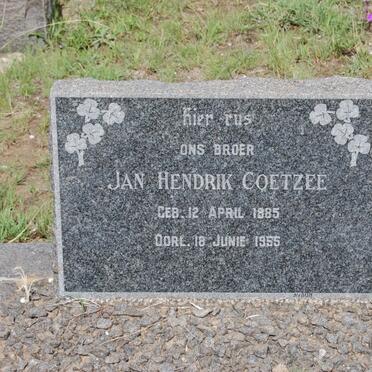 Hier rus
ONS BROER
JAN HENDRIK COETZEE
GEB. 12 APRIL 1885
OORL. 18 JUNIE 1955